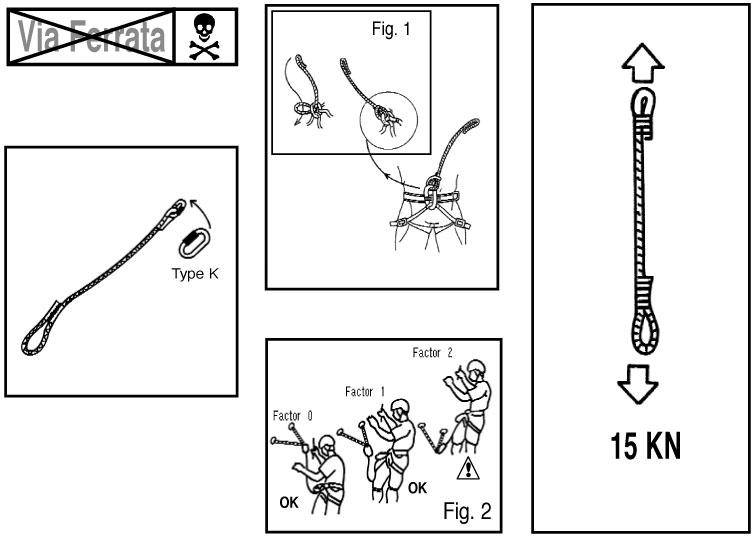 Via Ferrata
Fig. 1
Type K
Factor 2
Factor 1
Factor 0
OK
OK
Fig. 2
15 KN